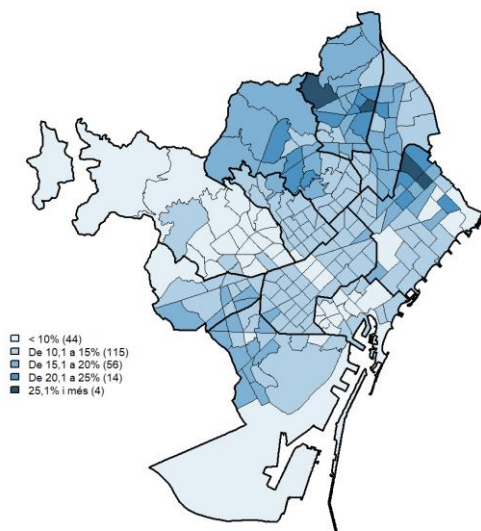 < 10% (44)
De 10,1 a 15% (115)
De 15,1 a 20% (56)
De 20,1 a 25% (14)
25,1% i més (4)